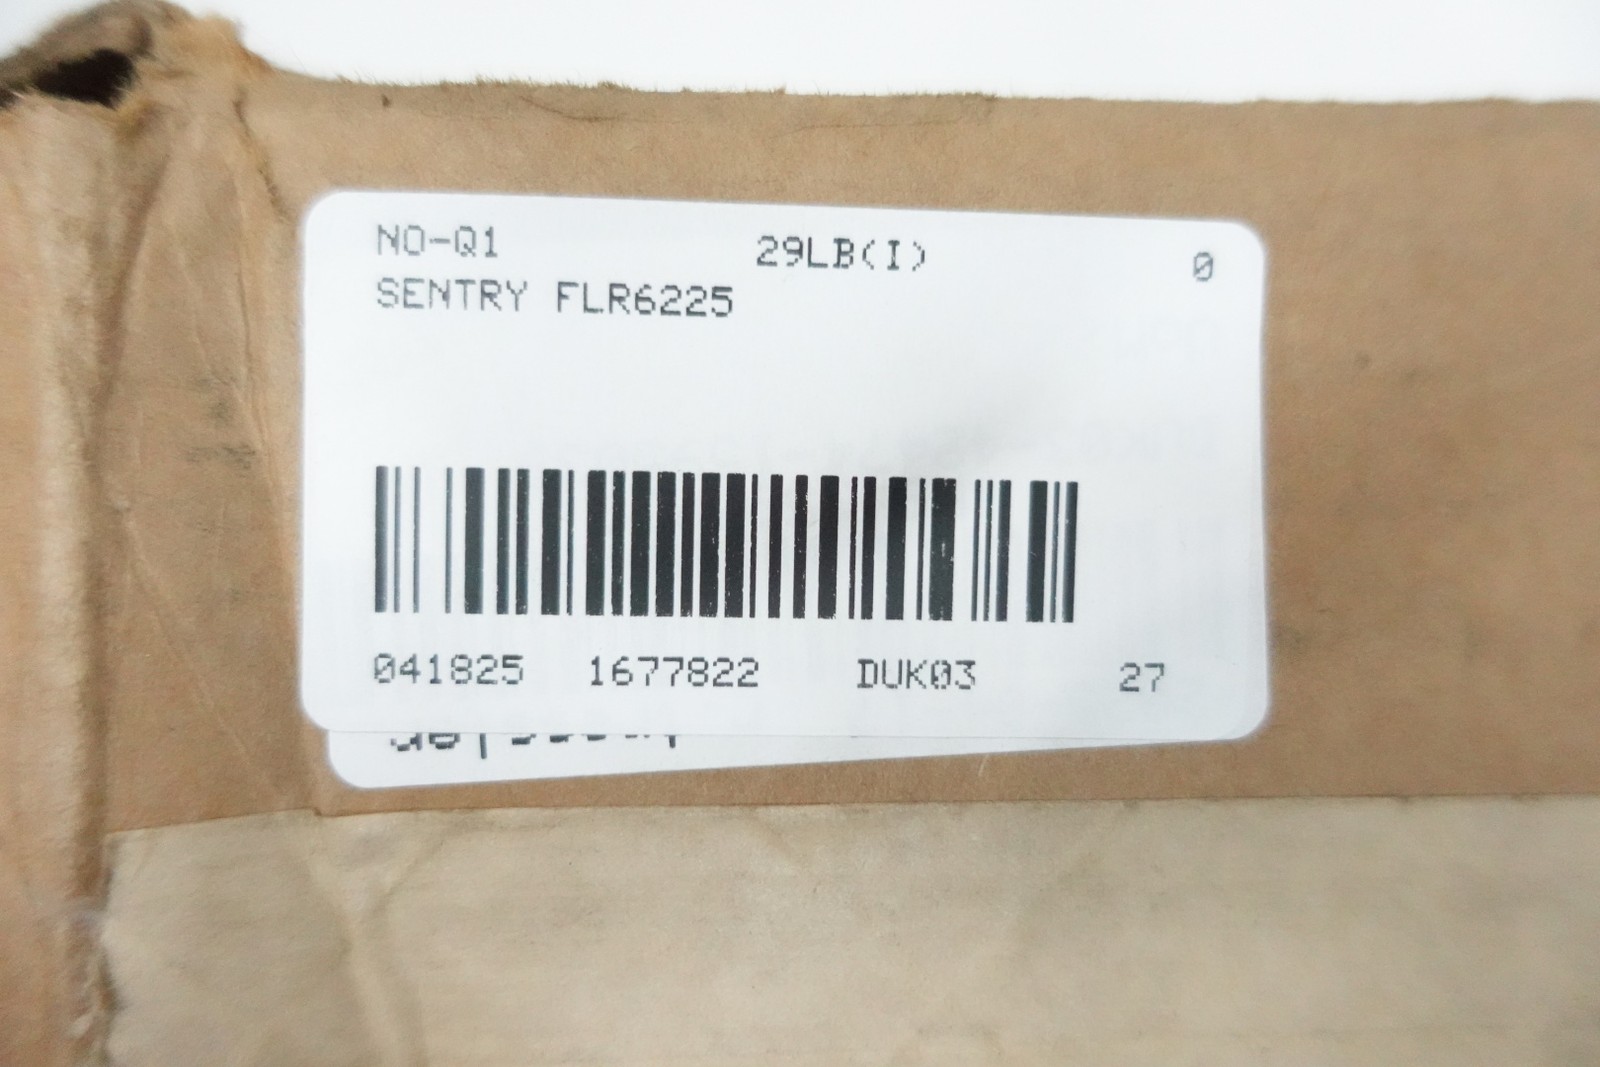 NO-Q1 29LB(I) 0
SENTRY FLR6225
041825 1677822 DUK03 27